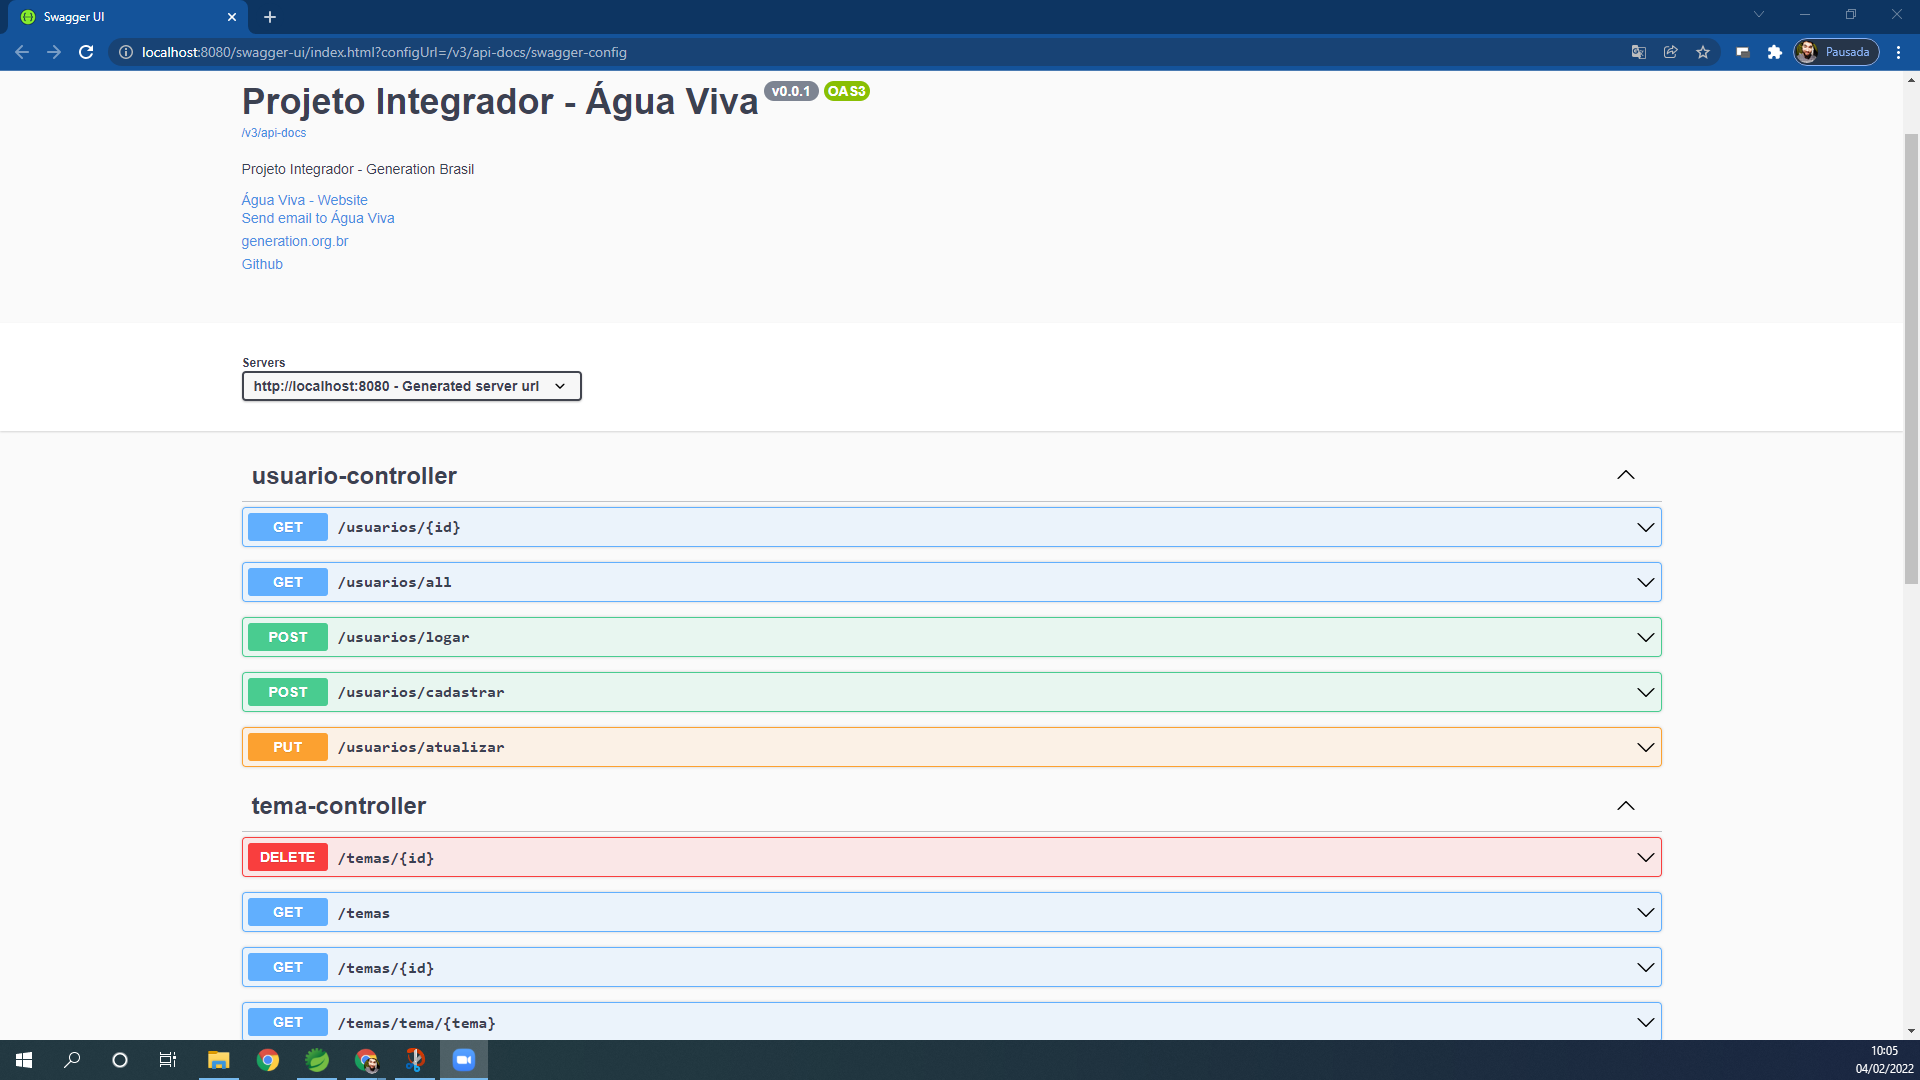 Swagger UI
localhost:8080/swagger-ui/index.html?configUrl=/v3/api-docs/swagger-config
Pausada
Projeto Integrador - Água Viva v0.0.1 OAS3
/v3/api-docs
Projeto Integrador - Generation Brasil
Água Viva - Website
Send email to Água Viva
generation.org.br
Github
Servers
http://localhost:8080 - Generated server url
usuario-controller
GET /usuarios/{id}
GET /usuarios/all
POST /usuarios/logar
POST /usuarios/cadastrar
PUT /usuarios/atualizar
tema-controller
DELETE /temas/{id}
GET /temas
GET /temas/{id}
GET /temas/tema/{tema}
10:05
04/02/2022